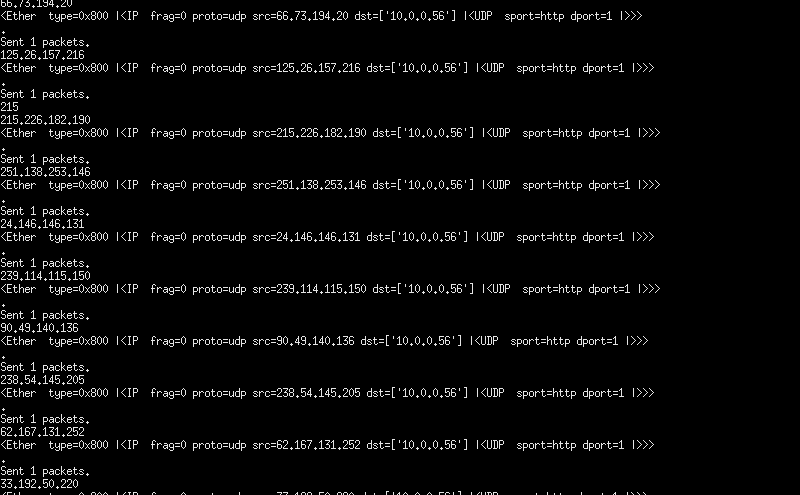 66.73.194.20
<Ether  type=0x800 |<IP  frag=0 proto=udp src=66.73.194.20 dst=['10.0.0.56'] |<UDP  sport=http dport=1 |>>>
.
Sent 1 packets.
125.26.157.216
<Ether  type=0x800 |<IP  frag=0 proto=udp src=125.26.157.216 dst=['10.0.0.56'] |<UDP  sport=http dport=1 |>>>
.
Sent 1 packets.
215
215.226.182.190
<Ether  type=0x800 |<IP  frag=0 proto=udp src=215.226.182.190 dst=['10.0.0.56'] |<UDP  sport=http dport=1 |>>>
.
Sent 1 packets.
251.138.253.146
<Ether  type=0x800 |<IP  frag=0 proto=udp src=251.138.253.146 dst=['10.0.0.56'] |<UDP  sport=http dport=1 |>>>
.
Sent 1 packets.
24.146.146.131
<Ether  type=0x800 |<IP  frag=0 proto=udp src=24.146.146.131 dst=['10.0.0.56'] |<UDP  sport=http dport=1 |>>>
.
Sent 1 packets.
239.114.115.150
<Ether  type=0x800 |<IP  frag=0 proto=udp src=239.114.115.150 dst=['10.0.0.56'] |<UDP  sport=http dport=1 |>>>
.
Sent 1 packets.
90.49.140.136
<Ether  type=0x800 |<IP  frag=0 proto=udp src=90.49.140.136 dst=['10.0.0.56'] |<UDP  sport=http dport=1 |>>>
.
Sent 1 packets.
238.54.145.205
<Ether  type=0x800 |<IP  frag=0 proto=udp src=238.54.145.205 dst=['10.0.0.56'] |<UDP  sport=http dport=1 |>>>
.
Sent 1 packets.
62.167.131.252
<Ether  type=0x800 |<IP  frag=0 proto=udp src=62.167.131.252 dst=['10.0.0.56'] |<UDP  sport=http dport=1 |>>>
.
Sent 1 packets.
33.192.50.220